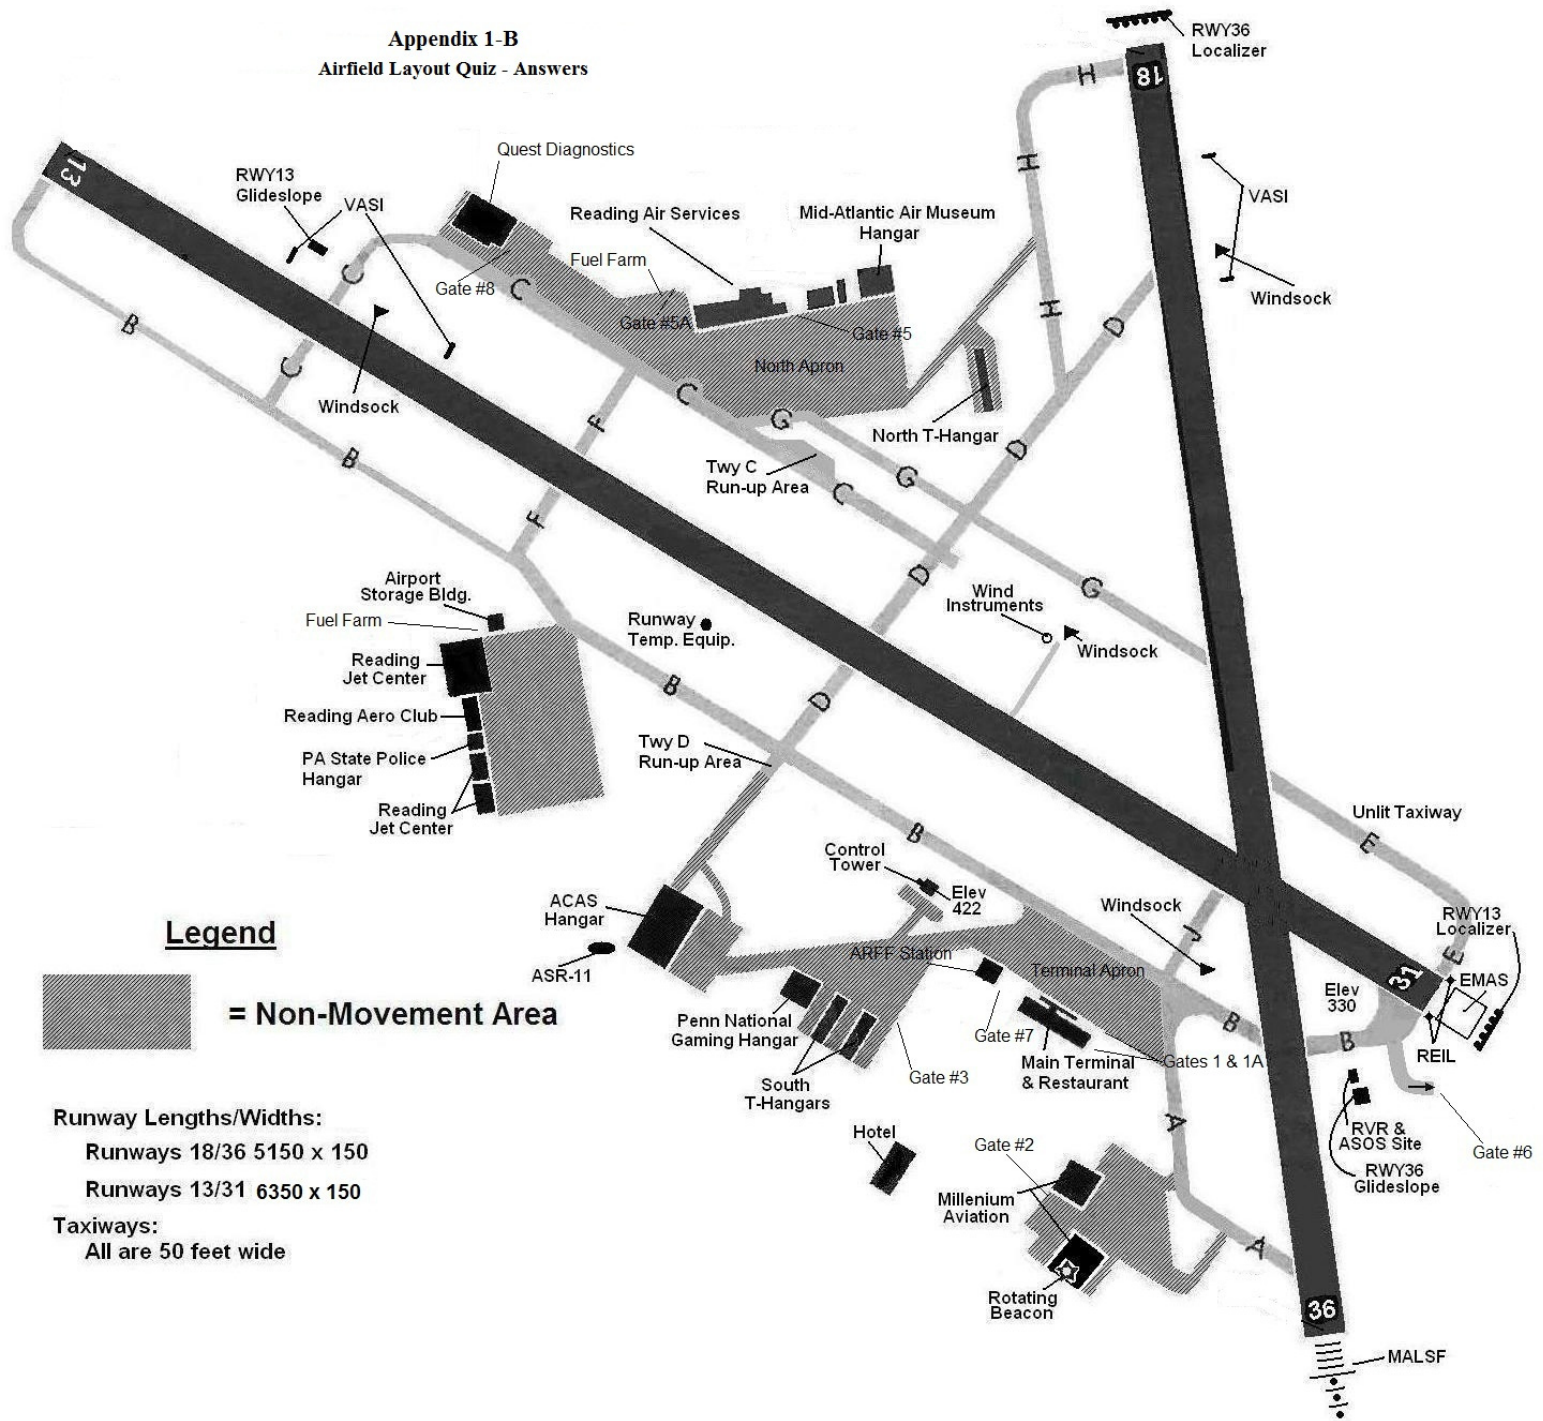 Appendix 1-B
Airfield Layout Quiz - Answers
RWY36
Localizer
H
18
13
Quest Diagnostics
RWY13
Glideslope
VASI
H
VASI
Reading Air Services
Mid-Atlantic Air Museum
Hangar
Fuel Farm
C
Gate #8
C
Windsock
B
Gate #5A
Gate #5
H
D
North Apron
C
Windsock
C
G
F
North T-Hangar
D
B
Twy C
Run-up Area
G
C
F
Airport
Storage Bldg.
D
Wind
Instruments
G
Fuel Farm
Runway
Temp. Equip.
Windsock
Reading
Jet Center
B
D
Reading Aero Club
PA State Police
Hangar
Twy D
Run-up Area
Reading
Jet Center
Unlit Taxiway
B
E
Control
Tower
Elev
422
ACAS
Hangar
Windsock
RWY13
Localizer
Legend
J
ARFF Station
ASR-11
Terminal Apron
31
E
EMAS
Elev
330
= Non-Movement Area
Penn National
Gaming Hangar
Gate #7
B
B
Main Terminal
& Restaurant
Gates 1 & 1A
REIL
Gate #3
South
T-Hangars
Runway Lengths/Widths:
Runways 18/36 5150 x 150
Runways 13/31 6350 x 150
Taxiways:
All are 50 feet wide
Hotel
A
Gate #2
RVR &
ASOS Site
Gate #6
RWY36
Glideslope
Millenium
Aviation
A
Rotating
Beacon
36
MALSF